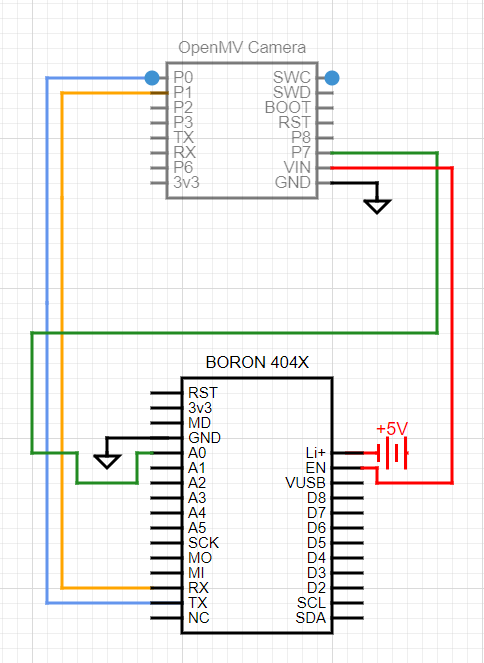 OpenMV Camera
P0 SWC
P1 SWD
P2 BOOT
P3 RST
TX P8
RX P7
P6 VIN
3v3 GND
BORON 404X
RST
3v3
MD
GND
+5V
A0 Li+
A1 EN
A2 VUSB
A3 D8
A4 D7
A5 D6
SCK D5
MO D4
MI D3
RX D2
TX SCL
NC SDA